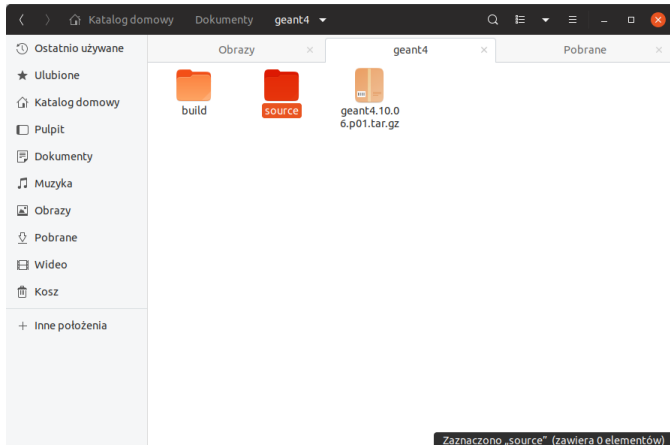 Katalog domowy Dokumenty geant4
Ostatnio używane
Ulubione
Katalog domowy
Pulpit
Dokumenty
Muzyka
Obrazy
Pobrane
Wideo
Kosz
Inne położenia
Obrazy geant4 Pobrane
build source geant4.10.0
6.p01.tar.gz
Zaznaczono „source” (zawiera 0 elementów)